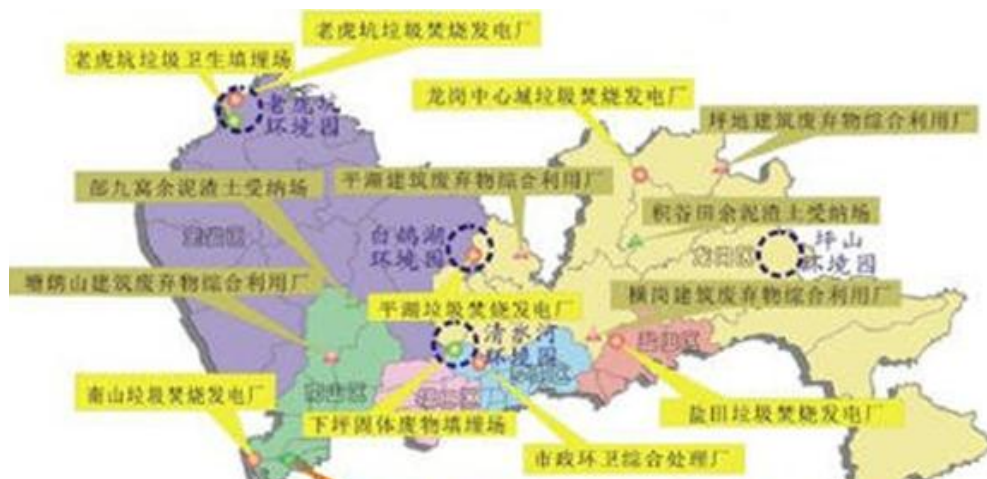 老虎坑垃圾焚烧发电厂
老虎坑垃圾卫生填埋场
老虎坑
环境园
龙岗中心城垃圾焚烧发电厂
坪地建筑废弃物综合利用厂
部九窝余泥渣土受纳场
平湖建筑废弃物综合利用厂
积谷田余泥渣土受纳场
白鸽湖
环境园
坪山
环境园
塘朗山建筑废弃物综合利用厂
横岗建筑废弃物综合利用厂
平湖垃圾焚烧发电厂
清水河
环境园
南山垃圾焚烧发电厂
下坪固体废物填埋场
盐田垃圾焚烧发电厂
市政环卫综合处理厂